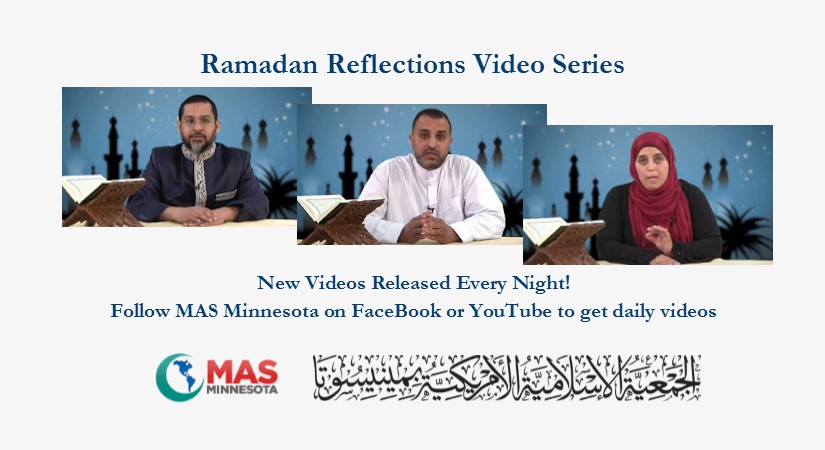 Ramadan Reflections Video Series
New Videos Released Every Night!
Follow MAS Minnesota on FaceBook or YouTube to get daily videos
MAS
MINNESOTA
الجمعية الإسلامية الأمريكية بمينيسوتا